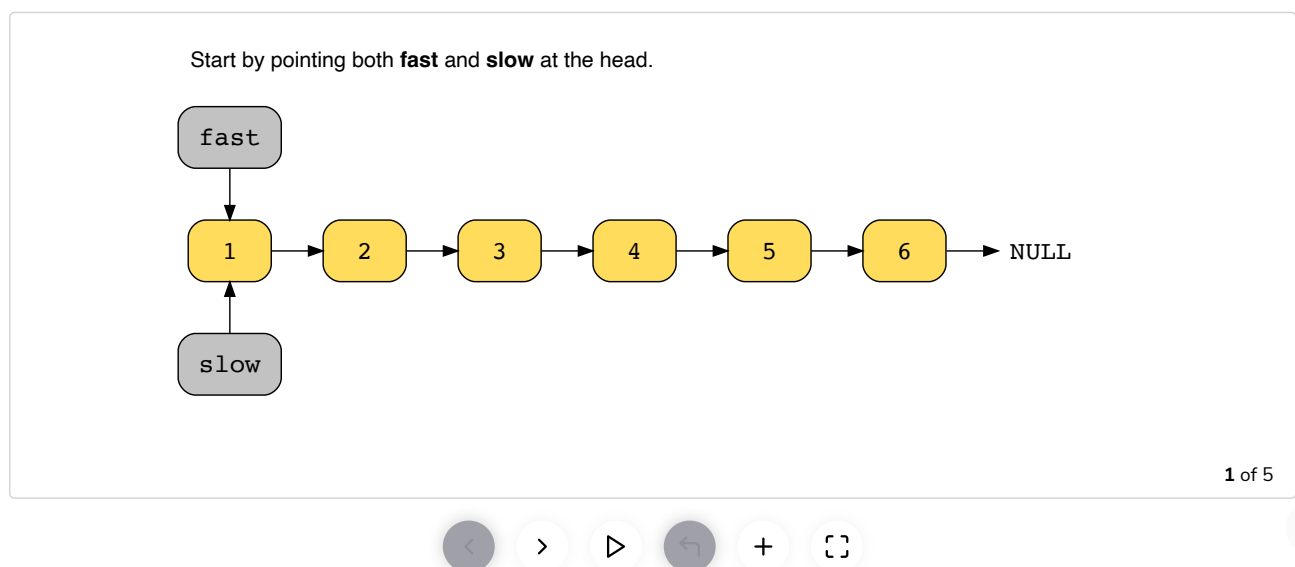 Start by pointing both fast and slow at the head.
fast
1 2 3 4 5 6 NULL
slow
1 of 5